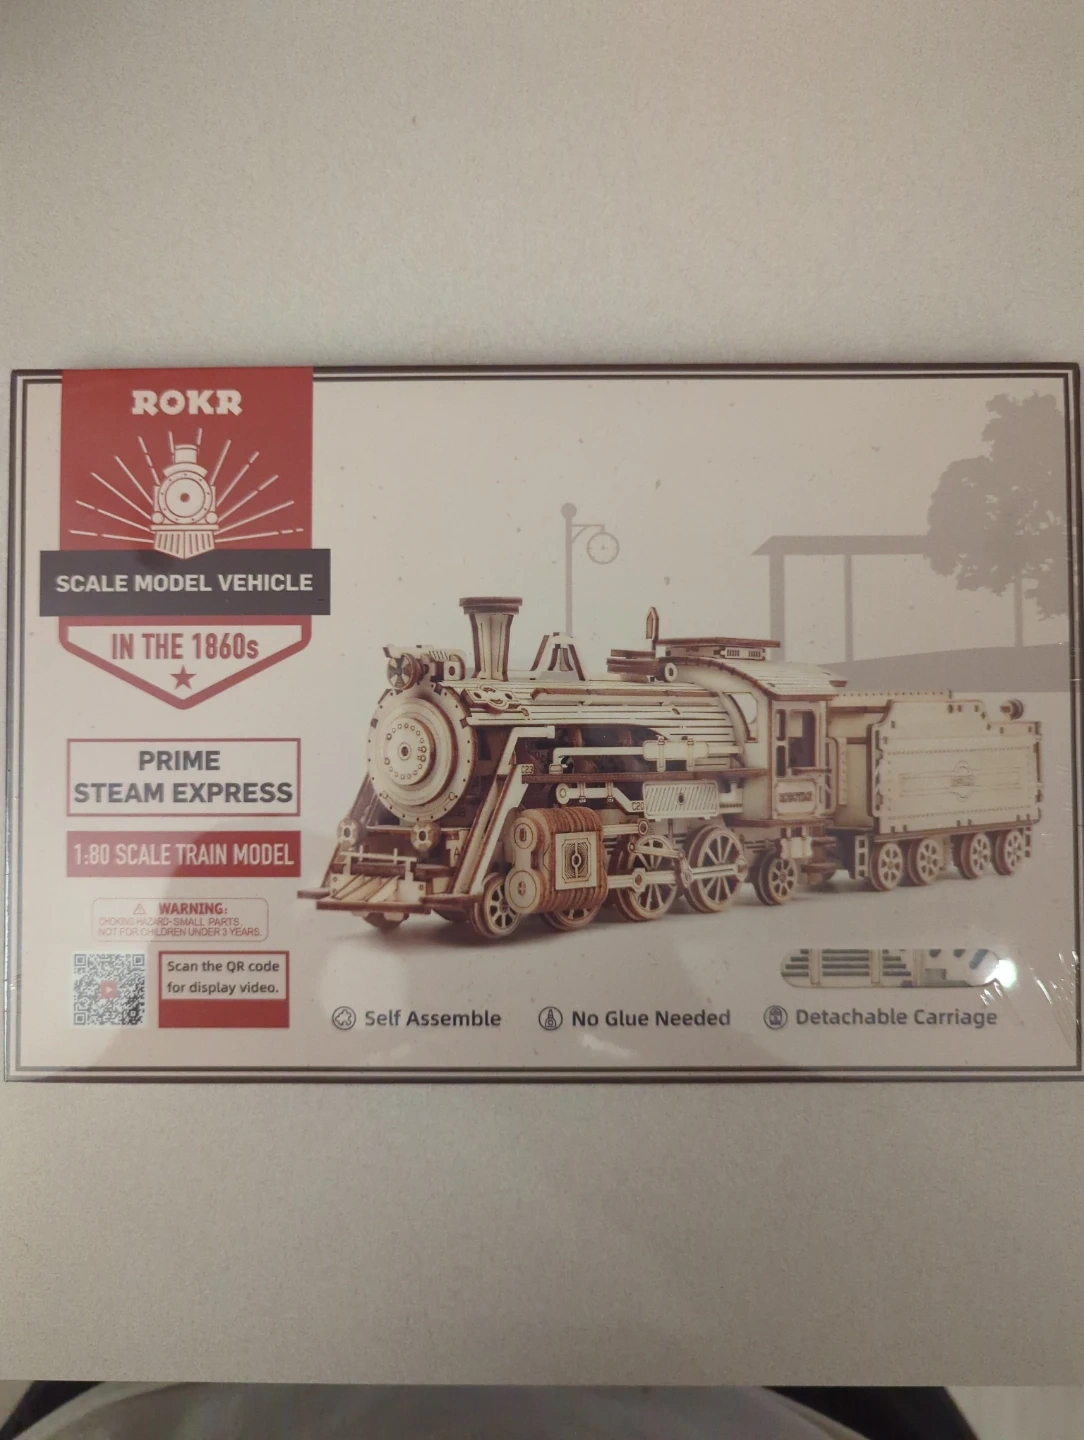 ROKR
SCALE MODEL VEHICLE
IN THE 1860s
PRIME
STEAM EXPRESS
1:80 SCALE TRAIN MODEL
WARNING:
CHOKING HAZARD-SMALL PARTS.
NOT FOR CHILDREN UNDER 3 YEARS.
Scan the QR code
for display video.
C23
C20
Self Assemble
No Glue Needed
Detachable Carriage